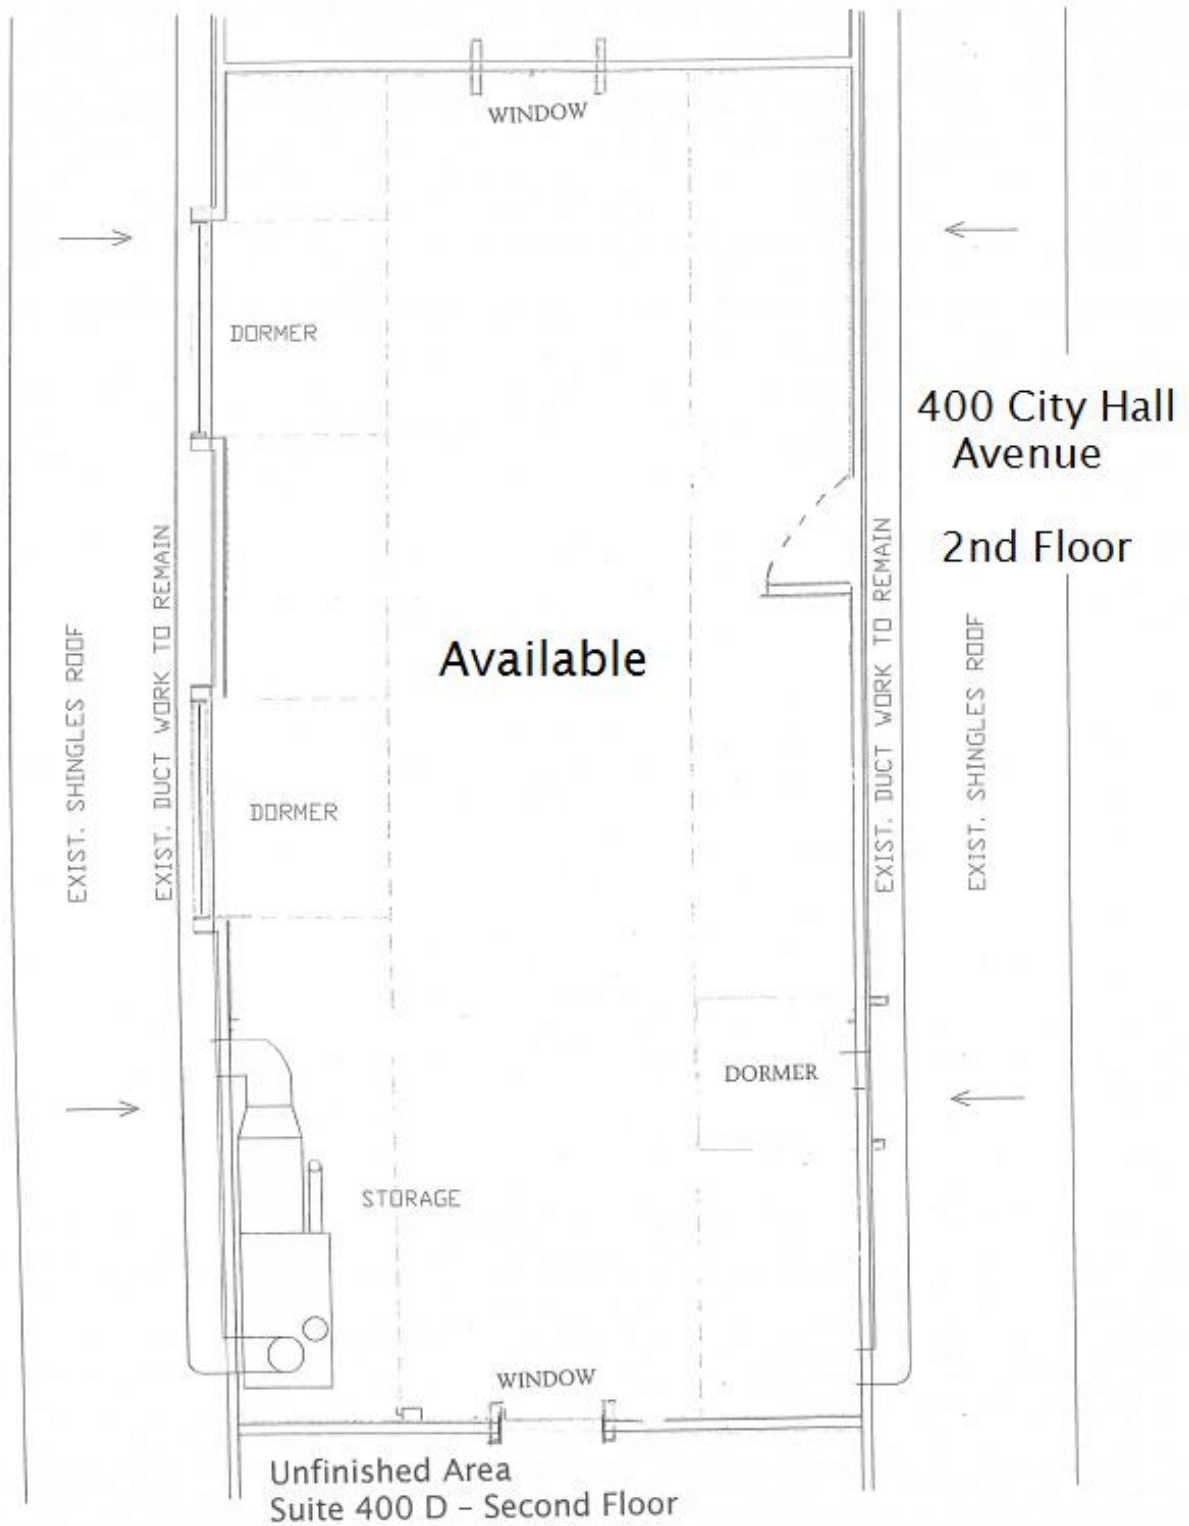 WINDOW
DORMER
400 City Hall
Avenue
2nd Floor
EXIST. DUCT WORK TO REMAIN
EXIST. DUCT WORK TO REMAIN
EXIST. SHINGLES ROOF
EXIST. SHINGLES ROOF
Available
DORMER
DORMER
STORAGE
WINDOW
Unfinished Area
Suite 400 D - Second Floor